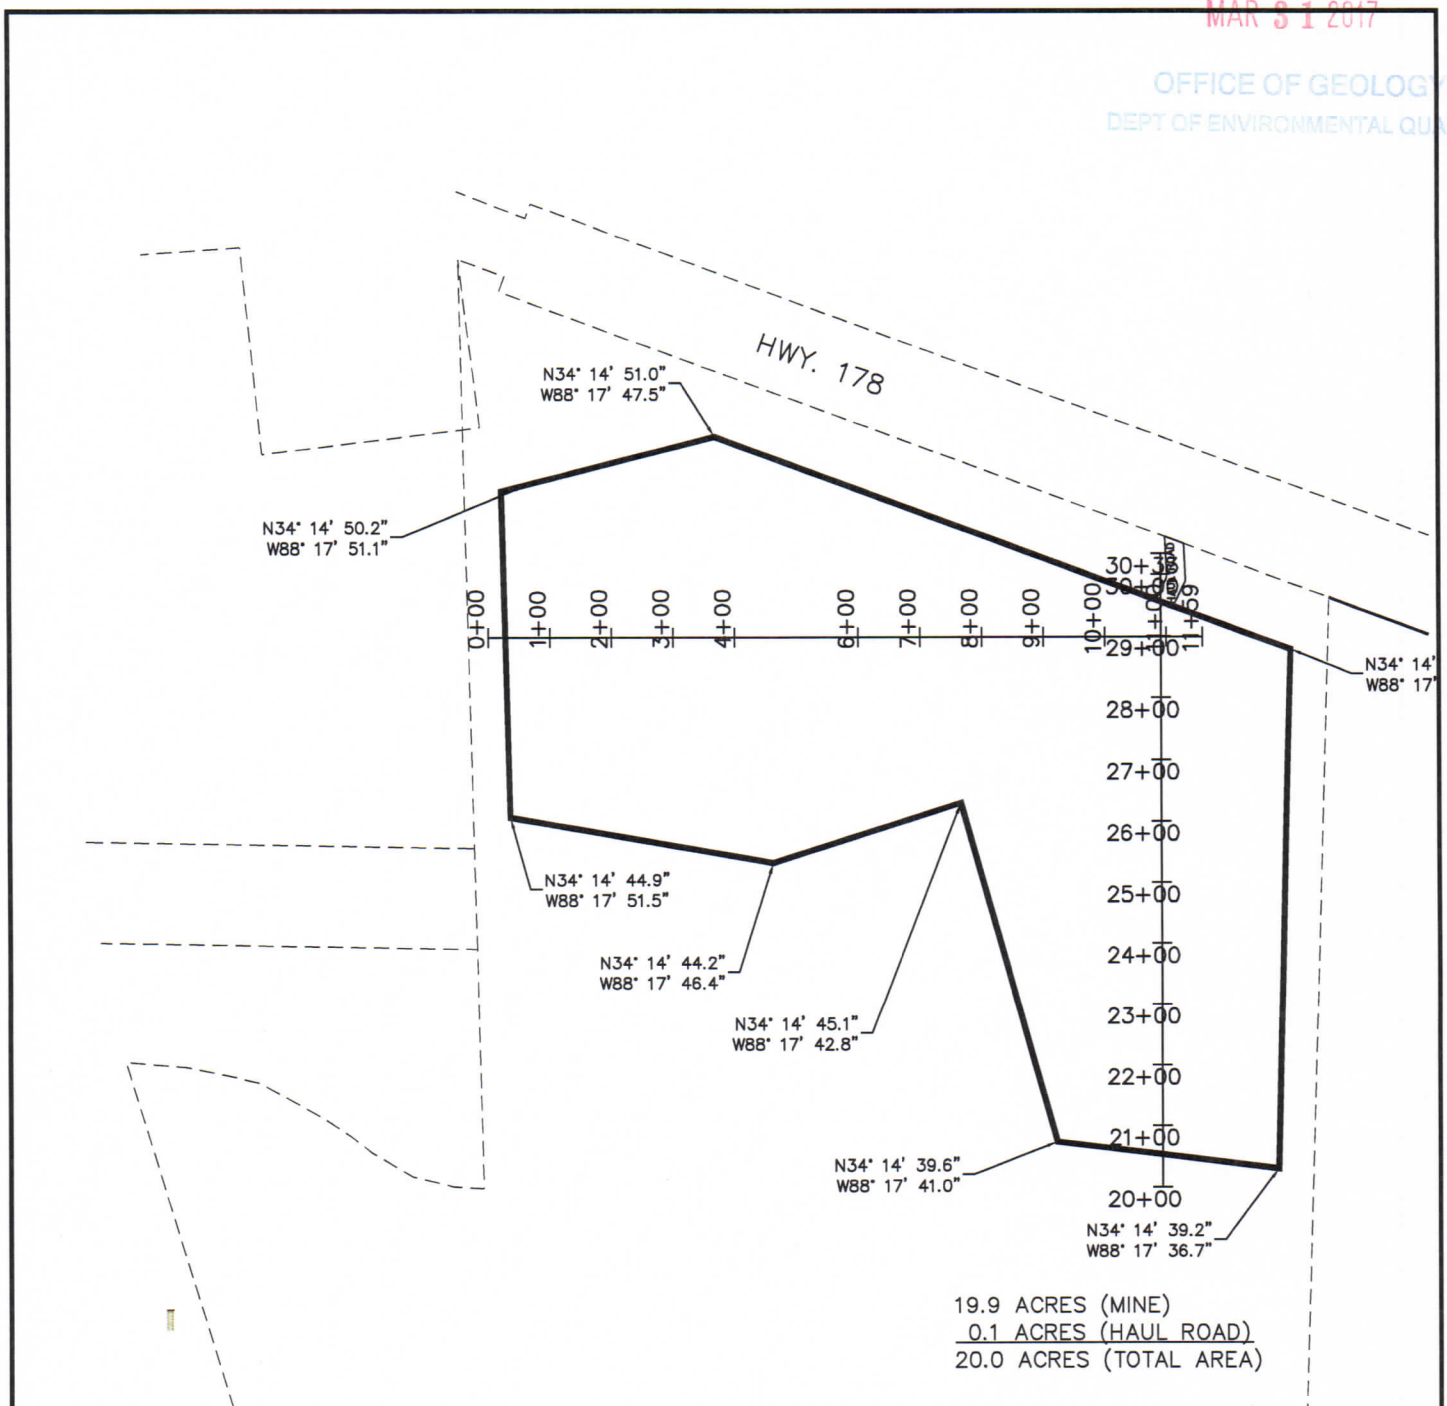 MAR 31 2017
OFFICE OF GEOLOGY
DEPT OF ENVIRONMENTAL QUA
HWY. 178
N34° 14' 51.0"
W88° 17' 47.5"
N34° 14' 50.2"
W88° 17' 51.1"
0+00
1+00
2+00
3+00
4+00
6+00
7+00
8+00
9+00
10+00
11+59
30+00
29+00
N34° 14'
W88° 17'
28+00
27+00
26+00
25+00
24+00
23+00
22+00
21+00
20+00
N34° 14' 44.9"
W88° 17' 51.5"
N34° 14' 44.2"
W88° 17' 46.4"
N34° 14' 45.1"
W88° 17' 42.8"
N34° 14' 39.6"
W88° 17' 41.0"
N34° 14' 39.2"
W88° 17' 36.7"
19.9 ACRES (MINE)
0.1 ACRES (HAUL ROAD)
20.0 ACRES (TOTAL AREA)